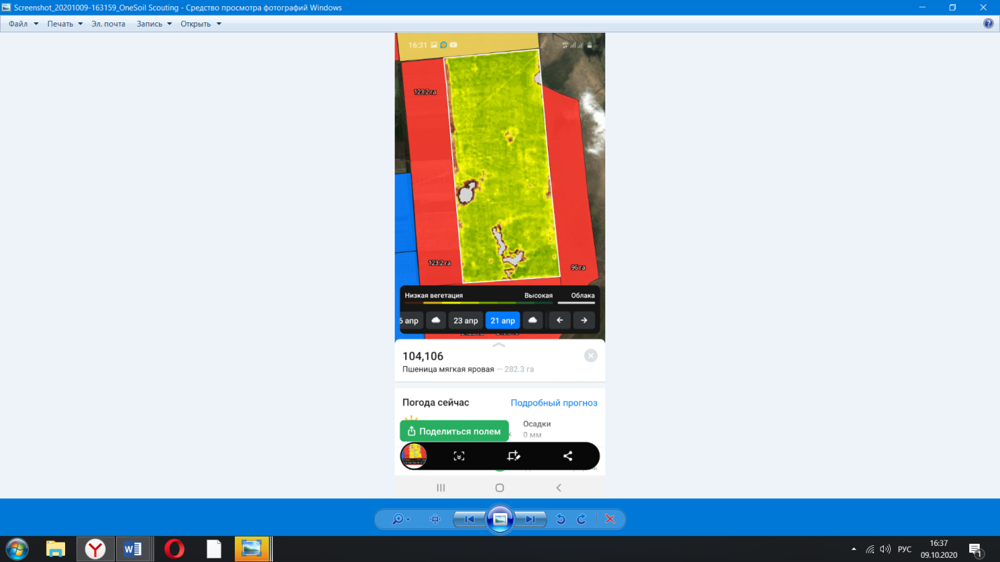 Screenshot_20201009-163159_OneSoil Scouting - Средство просмотра фотографий Windows
Файл Печать Эл. почта Запись Открыть
16:31
123.2 га
123.2 га
96 га
Низкая вегетация Высокая Облака
апр 23 апр 21 апр
104,106
Пшеница мягкая яровая — 282.3 га
Погода сейчас Подробный прогноз
Осадки
0 мм
Поделиться полем
РУС
16:37
09.10.2020
1